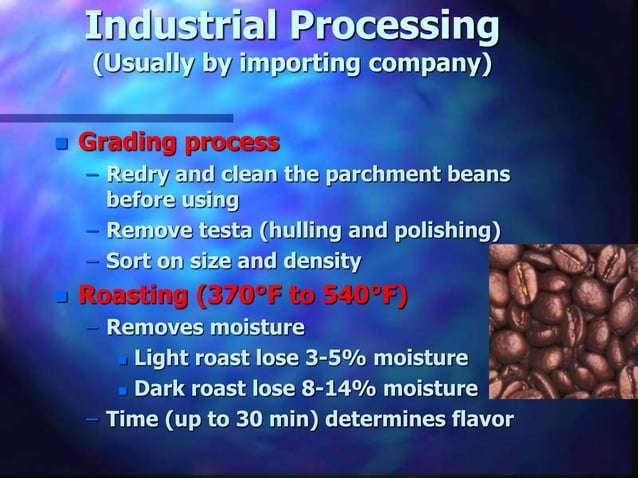 Industrial Processing
(Usually by importing company)
Grading process
– Redry and clean the parchment beans
before using
– Remove testa (hulling and polishing)
– Sort on size and density
Roasting (370°F to 540°F)
– Removes moisture
Light roast lose 3-5% moisture
Dark roast lose 8-14% moisture
– Time (up to 30 min) determines flavor